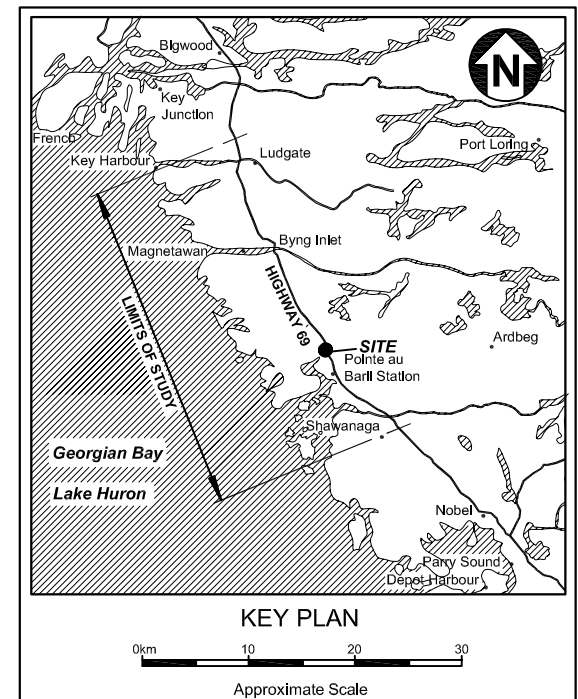 Bigwood
N
Key
Junction
French
Port Loring
Key Harbour
Ludgate
Byng Inlet
Magnetawan
HIGHWAY 69
LIMITS OF STUDY
SITE
Ardbeg
Pointe au
Baril Station
Shawanaga
Georgian Bay
Lake Huron
Nobel
Parry Sound
Depot Harbour
KEY PLAN
0km 10 20 30
Approximate Scale